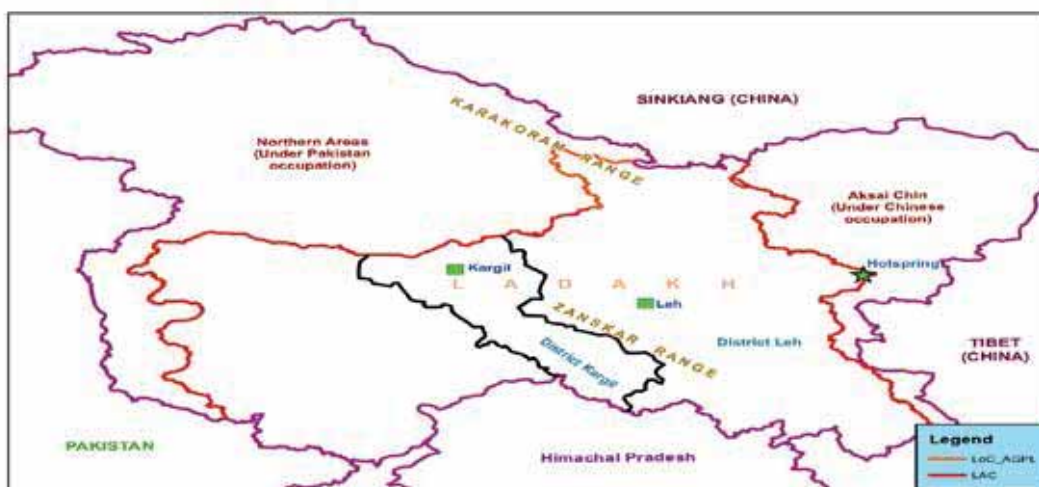 SINKIANG (CHINA)
KARAKORAM RANGE
Northern Areas
(Under Pakistan
occupation)
Aksai Chin
(Under Chinese
occupation)
Hotspring
Kargil
LADAKH
Leh
ZANSKAR RANGE
District Leh
District Kargil
TIBET
(CHINA)
PAKISTAN
Himachal Pradesh
Legend
LoC_AGPL
LAC